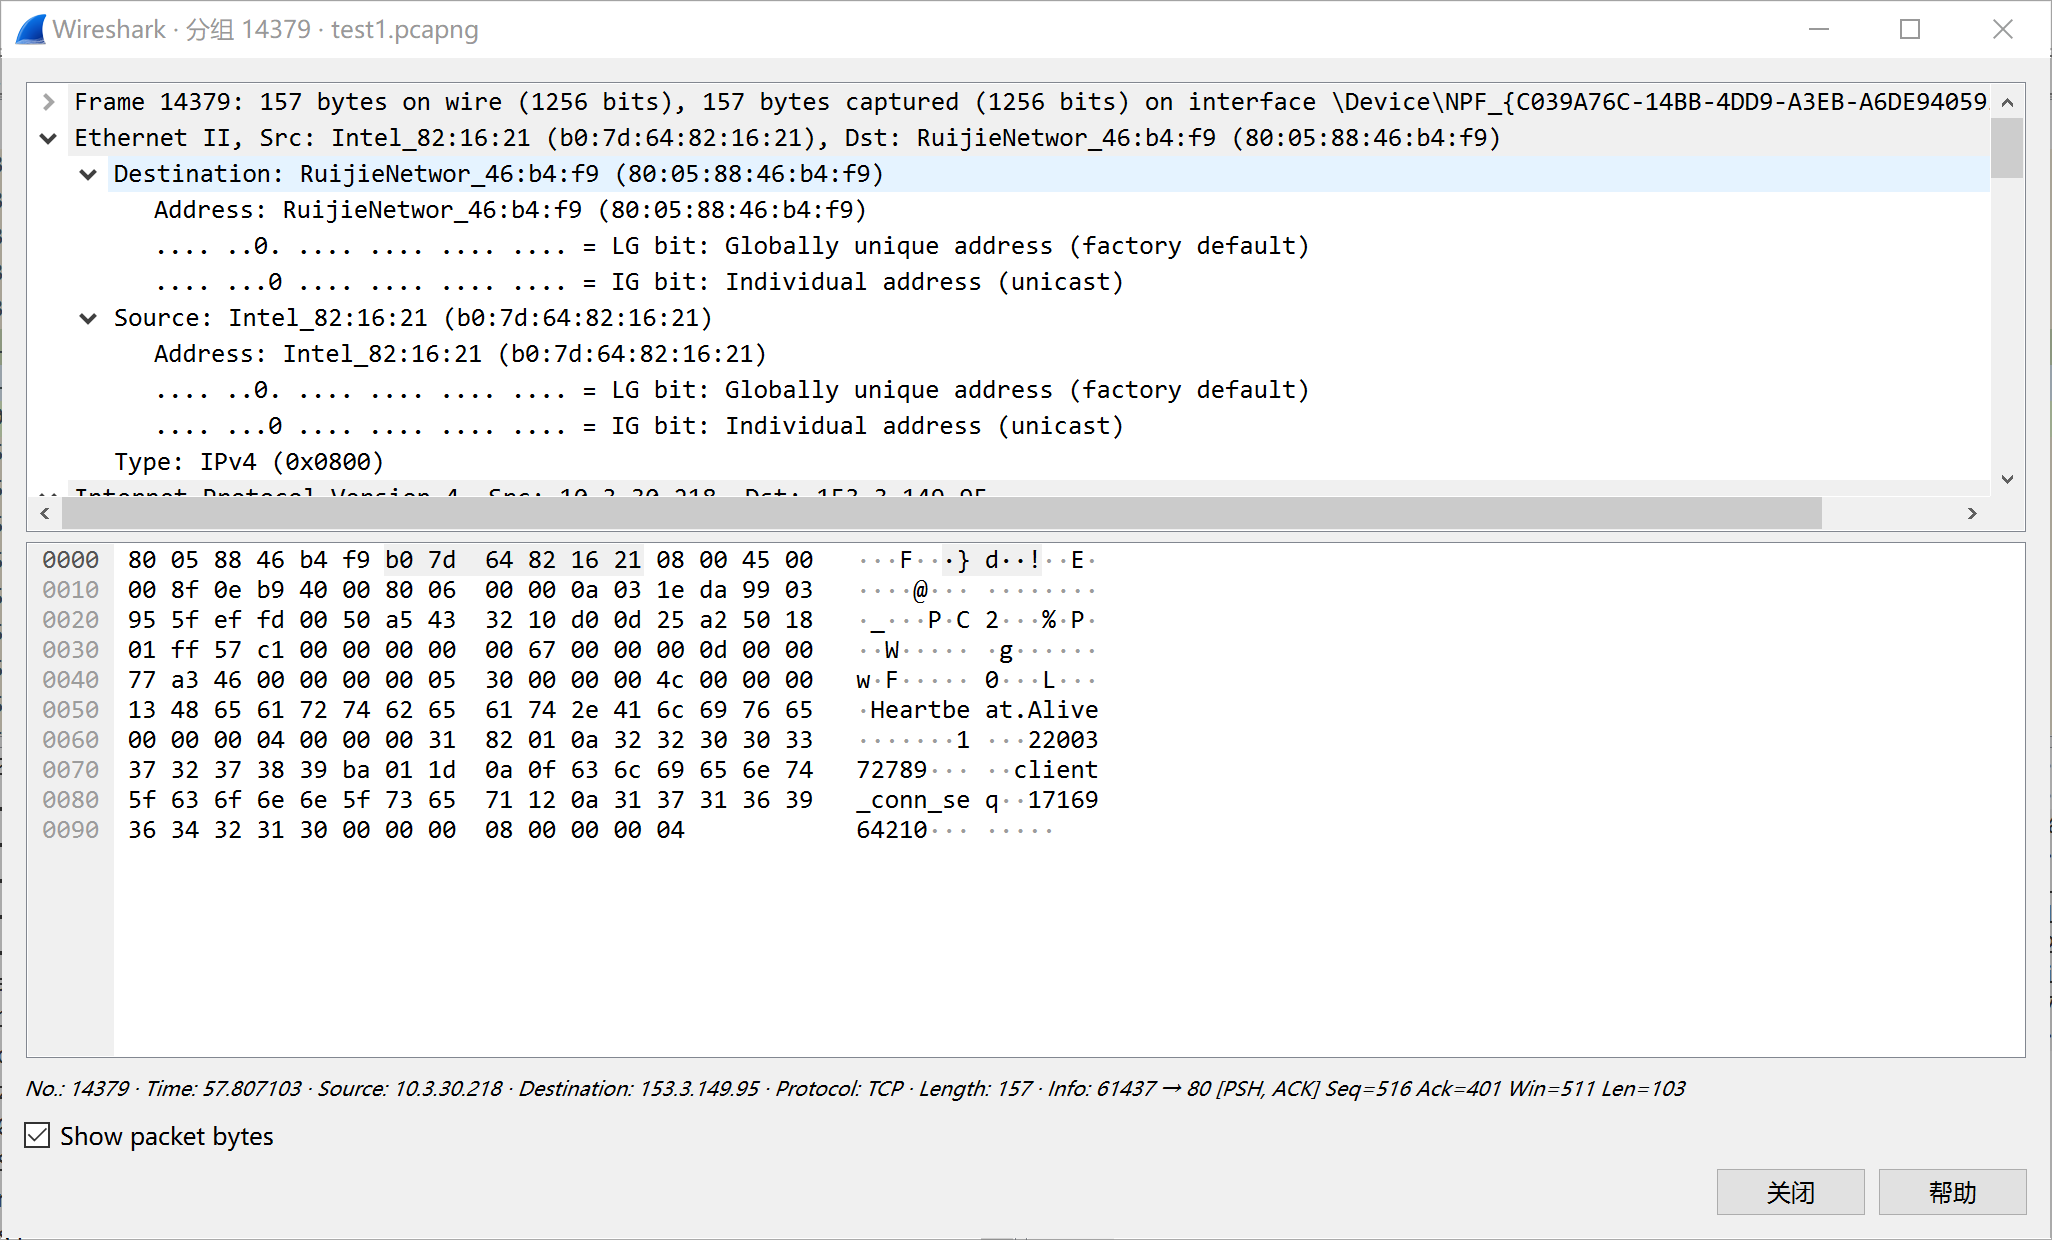 Wireshark · 分组 14379 · test1.pcapng
Frame 14379: 157 bytes on wire (1256 bits), 157 bytes captured (1256 bits) on interface \Device\NPF_{C039A76C-14BB-4DD9-A3EB-A6DE94059
Ethernet II, Src: Intel_82:16:21 (b0:7d:64:82:16:21), Dst: RuijieNetwor_46:b4:f9 (80:05:88:46:b4:f9)
Destination: RuijieNetwor_46:b4:f9 (80:05:88:46:b4:f9)
Address: RuijieNetwor_46:b4:f9 (80:05:88:46:b4:f9)
.... ..0. .... .... .... .... = LG bit: Globally unique address (factory default)
.... ...0 .... .... .... .... = IG bit: Individual address (unicast)
Source: Intel_82:16:21 (b0:7d:64:82:16:21)
Address: Intel_82:16:21 (b0:7d:64:82:16:21)
.... ..0. .... .... .... .... = LG bit: Globally unique address (factory default)
.... ...0 .... .... .... .... = IG bit: Individual address (unicast)
Type: IPv4 (0x0800)
Internet Protocol Version 4, Src: 10.3.30.218, Dst: 153.3.149.95
0000 80 05 88 46 b4 f9 b0 7d 64 82 16 21 08 00 45 00 ···F···} d··!··E·
0010 00 8f 0e b9 40 00 80 06 00 00 0a 03 1e da 99 03 ····@··· ········
0020 95 5f ef fd 00 50 a5 43 32 10 d0 0d 25 a2 50 18 ·_···P·C 2···%·P·
0030 01 ff 57 c1 00 00 00 00 00 67 00 00 00 0d 00 00 ··W····· ·g······
0040 77 a3 46 00 00 00 00 05 30 00 00 00 4c 00 00 00 w·F····· 0···L···
0050 13 48 65 61 72 74 62 65 61 74 2e 41 6c 69 76 65 ·Heartbe at.Alive
0060 00 00 00 04 00 00 00 31 82 01 0a 32 32 30 30 33 ·······1 ···22003
0070 37 32 37 38 39 ba 01 1d 0a 0f 63 6c 69 65 6e 74 72789··· ··client
0080 5f 63 6f 6e 6e 5f 73 65 71 12 0a 31 37 31 36 39 _conn_se q··17169
0090 36 34 32 31 30 00 00 00 08 00 00 00 04 64210··· ·····
No.: 14379 · Time: 57.807103 · Source: 10.3.30.218 · Destination: 153.3.149.95 · Protocol: TCP · Length: 157 · Info: 61437 → 80 [PSH, ACK] Seq=516 Ack=401 Win=511 Len=103
Show packet bytes
关闭 帮助